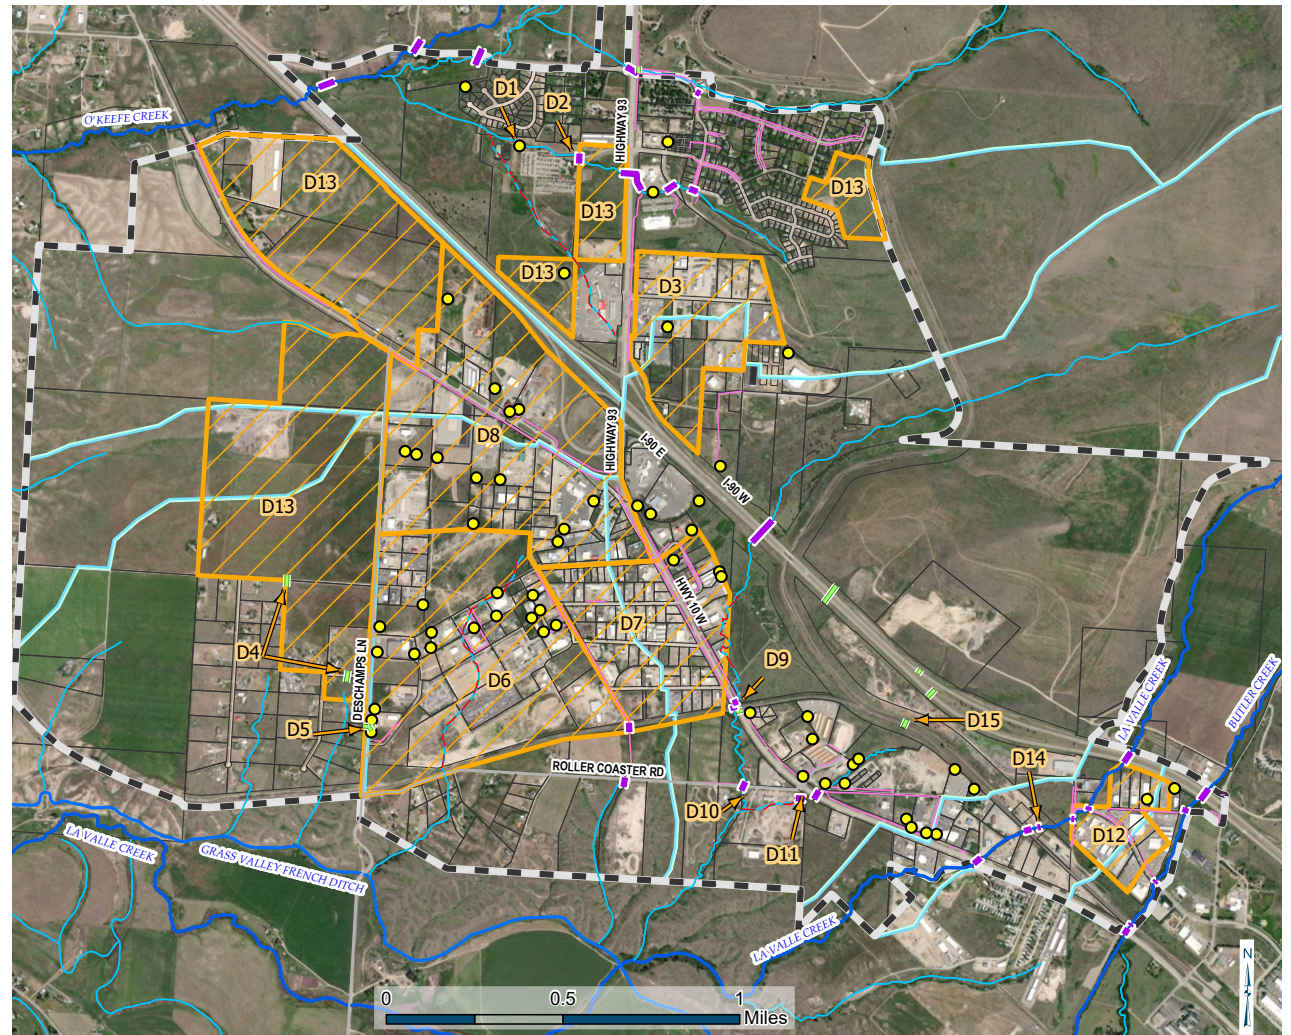 D1
D2
HIGHWAY 93
O'KEEFE CREEK
D13
D13
D13
D13
D3
HIGHWAY 93
I-90 E
I-90 W
D8
D13
HWY 10 W
D7
D4
DESCHAMPS LN
D6
D9
D5
D15
LA VALLE CREEK
BUTLER CREEK
ROLLER COASTER RD
D14
D10
D11
D12
LA VALLE CREEK
GRASS VALLEY FRENCH DITCH
LA VALLE CREEK
N
0 0.5 1
Miles